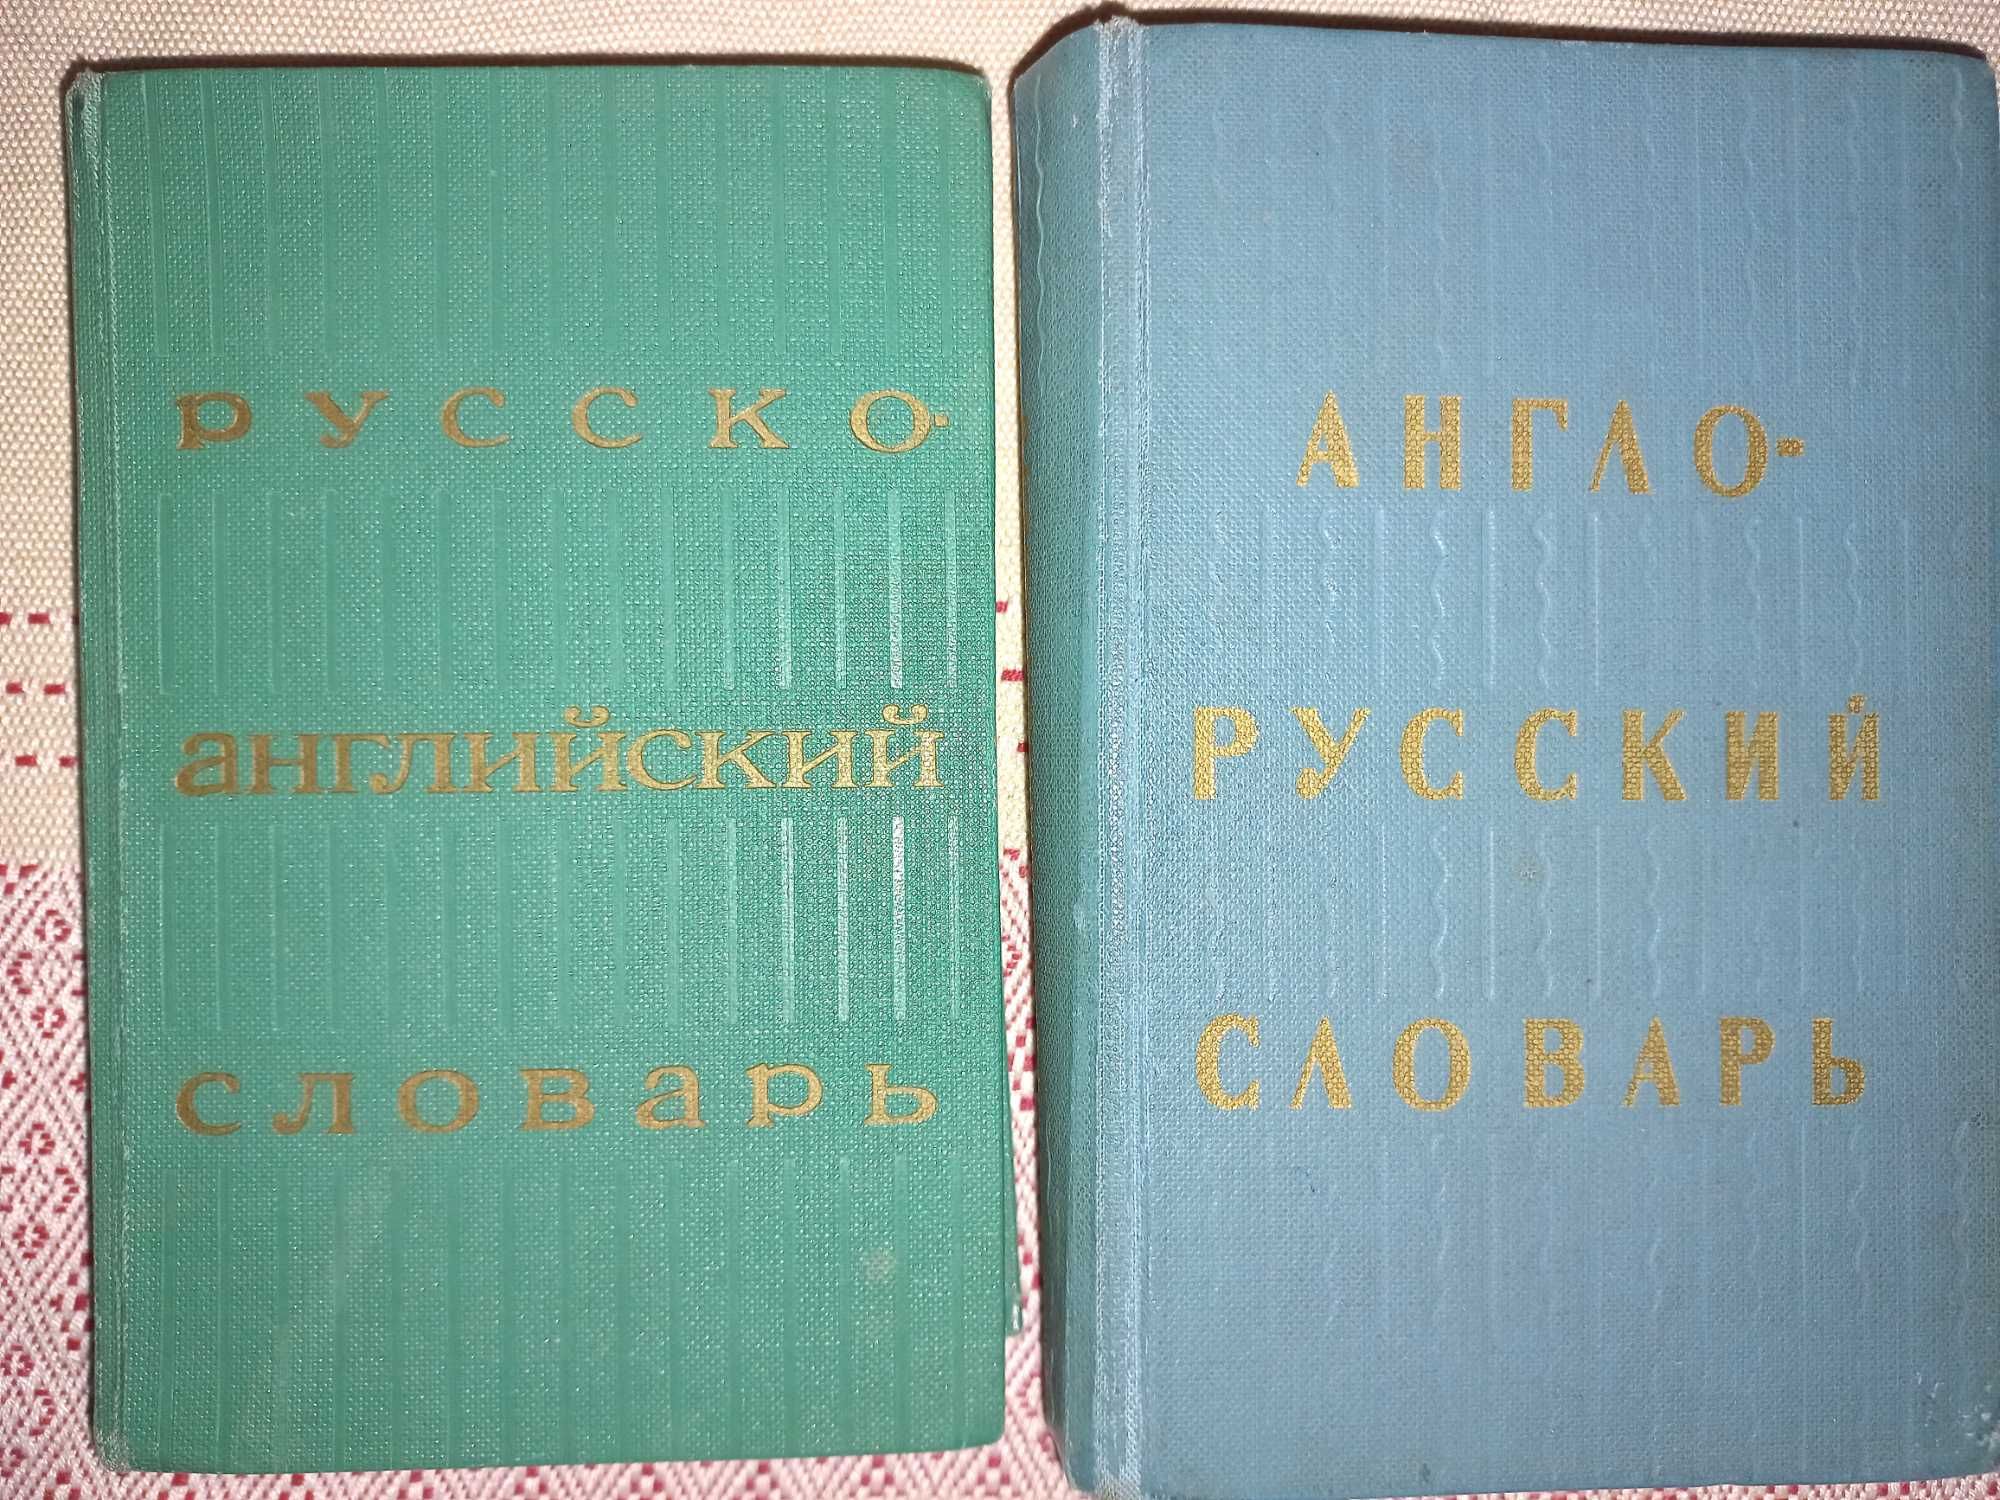 РУССКО-
английский
словарь
АНГЛО-
РУССКИЙ
СЛОВАРЬ